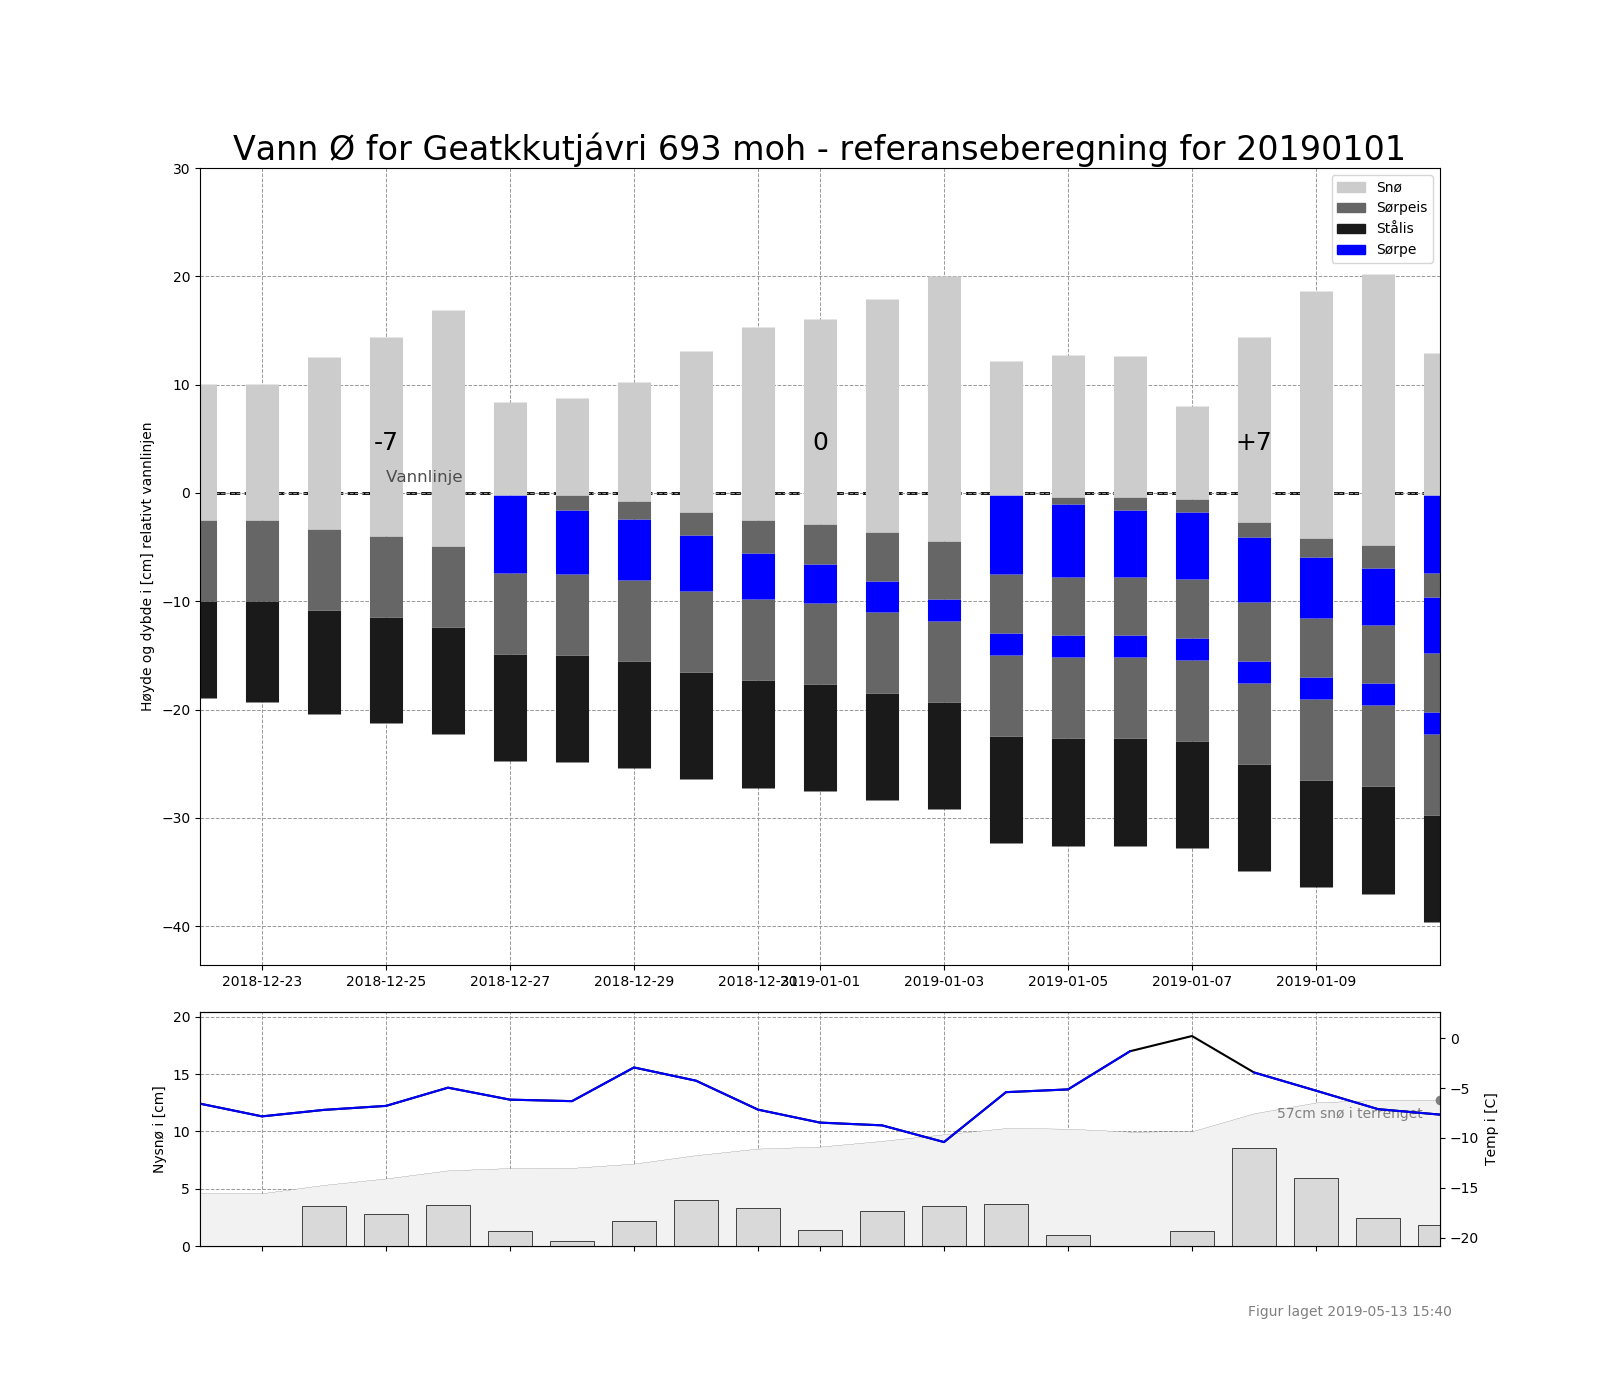 Vann Ø for Geatkkutjávri 693 moh - referanseberegning for 20190101
Høyde og dybde i [cm] relativt vannlinjen
30
20
10
0
−10
−20
−30
−40
Snø
Sørpeis
Stålis
Sørpe
-7
0
+7
Vannlinje
2018-12-23
2018-12-25
2018-12-27
2018-12-29
2018-12-31
2019-01-01
2019-01-03
2019-01-05
2019-01-07
2019-01-09
Nysnø i [cm]
20
15
10
5
0
57cm snø i terrenget
0
−5
−10
−15
−20
Temp i [C]
Figur laget 2019-05-13 15:40